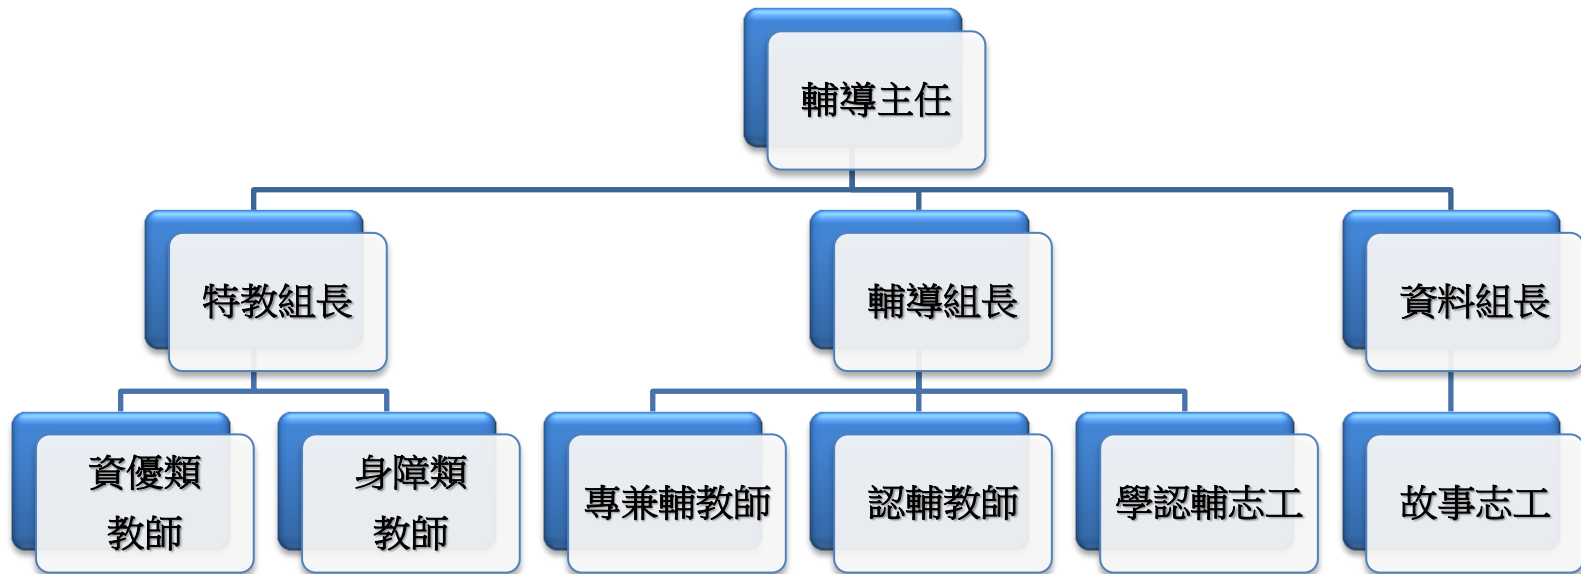 輔導主任
特教組長
輔導組長
資料組長
資優類
教師
身障類
教師
專兼輔教師
認輔教師
學認輔志工
故事志工